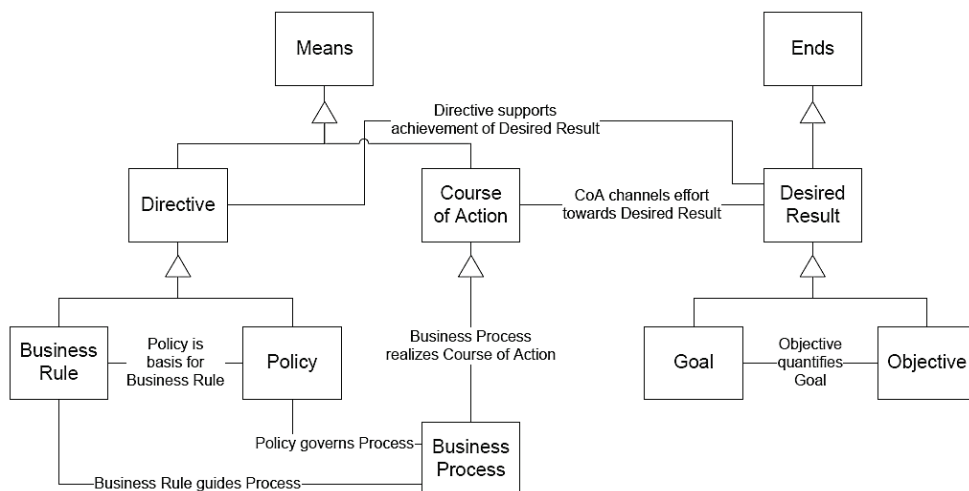 Means
Ends
Directive supports
achievement of Desired Result
Directive
Course
of Action
CoA channels effort
towards Desired Result
Desired
Result
Business
Rule
Policy is
basis for
Business Rule
Policy
Business Process
realizes Course of Action
Goal
Objective
quantifies
Goal
Objective
Policy governs Process
Business
Process
Business Rule guides Process